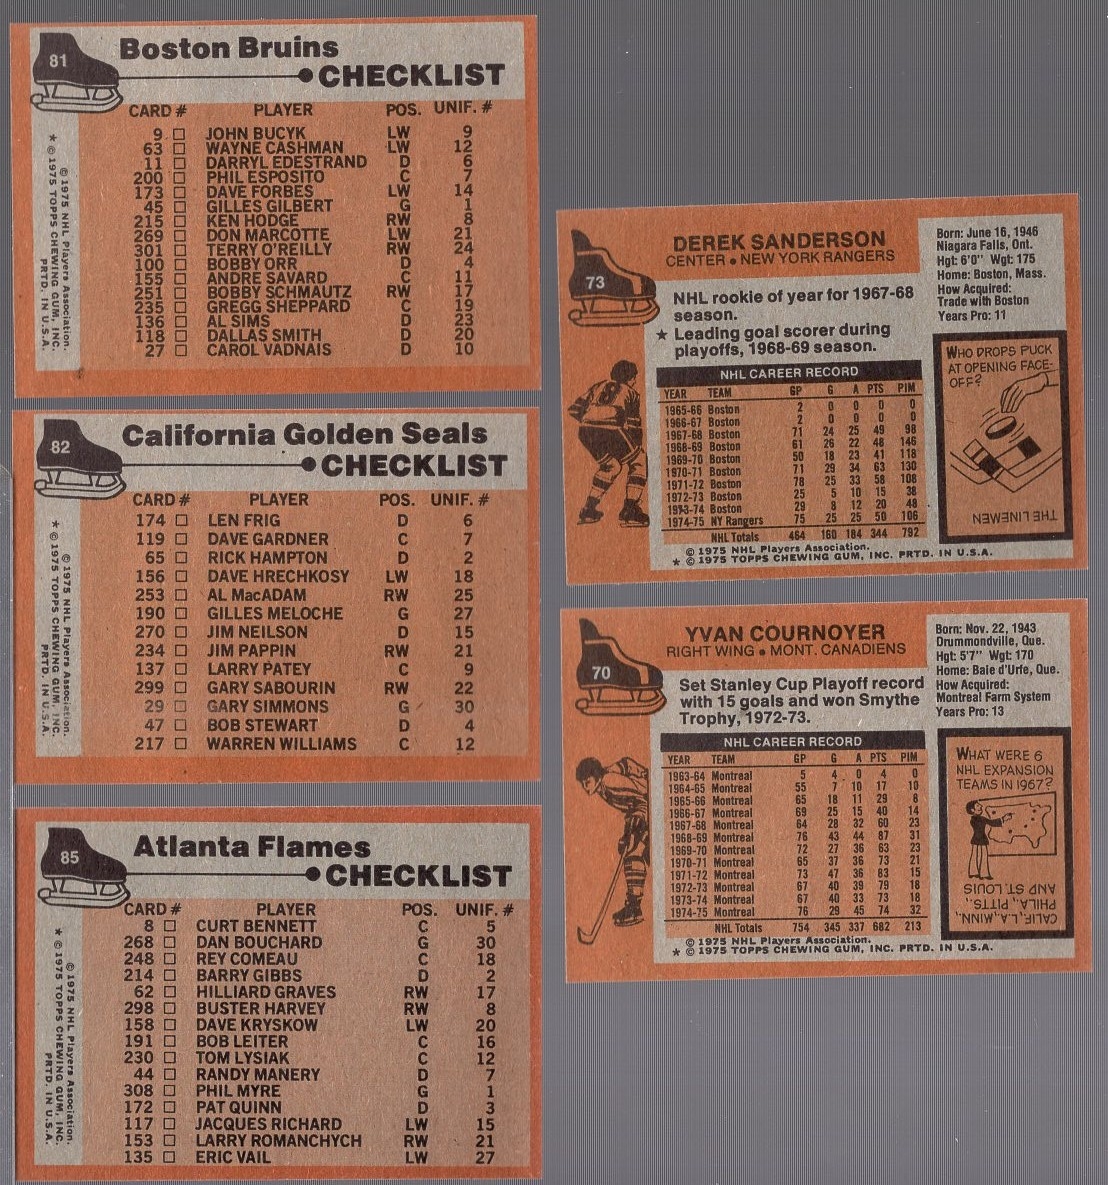 81
Boston Bruins
CHECKLIST
CARD # PLAYER POS. UNIF. #
9 □ JOHN BUCYK LW 9
63 □ WAYNE CASHMAN LW 12
11 □ DARRYL EDESTRAND D 6
200 □ PHIL ESPOSITO C 7
173 □ DAVE FORBES LW 14
45 □ GILLES GILBERT G 1
215 □ KEN HODGE RW 8
269 □ DON MARCOTTE LW 21
301 □ TERRY O'REILLY RW 24
100 □ BOBBY ORR D 4
155 □ ANDRE SAVARD C 11
251 □ BOBBY SCHMAUTZ RW 17
235 □ GREGG SHEPPARD C 19
136 □ AL SIMS D 23
118 □ DALLAS SMITH D 20
27 □ CAROL VADNAIS D 10
© 1975 NHL Players Association.
★ © 1975 TOPPS CHEWING GUM, INC.
PRTD. IN U.S.A.
82
California Golden Seals
CHECKLIST
CARD # PLAYER POS. UNIF. #
174 □ LEN FRIG D 6
119 □ DAVE GARDNER C 7
65 □ RICK HAMPTON D 2
156 □ DAVE HRECHKOSY LW 18
253 □ AL MacADAM RW 25
190 □ GILLES MELOCHE G 27
270 □ JIM NEILSON D 15
234 □ JIM PAPPIN RW 21
137 □ LARRY PATEY C 9
299 □ GARY SABOURIN RW 22
29 □ GARY SIMMONS G 30
47 □ BOB STEWART D 4
217 □ WARREN WILLIAMS C 12
© 1975 NHL Players Association.
★ © 1975 TOPPS CHEWING GUM, INC.
PRTD. IN U.S.A.
85
Atlanta Flames
CHECKLIST
CARD # PLAYER POS. UNIF. #
8 □ CURT BENNETT C 5
268 □ DAN BOUCHARD G 30
248 □ REY COMEAU C 18
214 □ BARRY GIBBS D 2
62 □ HILLIARD GRAVES RW 17
298 □ BUSTER HARVEY RW 8
158 □ DAVE KRYSKOW LW 20
191 □ BOB LEITER C 16
230 □ TOM LYSIAK C 12
44 □ RANDY MANERY D 7
308 □ PHIL MYRE G 1
172 □ PAT QUINN D 3
117 □ JACQUES RICHARD LW 15
153 □ LARRY ROMANCHYCH RW 21
135 □ ERIC VAIL LW 27
© 1975 NHL Players Association.
★ © 1975 TOPPS CHEWING GUM, INC.
PRTD. IN U.S.A.
73
DEREK SANDERSON
CENTER ● NEW YORK RANGERS
NHL rookie of year for 1967-68
season.
★ Leading goal scorer during
playoffs, 1968-69 season.
Born: June 16, 1946
Niagara Falls, Ont.
Hgt: 6'0" Wgt: 175
Home: Boston, Mass.
How Acquired:
Trade with Boston
Years Pro: 11
8
NHL CAREER RECORD
YEAR TEAM GP G A PTS PIM
1965-66 Boston 2 0 0 0 0
1966-67 Boston 2 0 0 0 0
1967-68 Boston 71 24 25 49 98
1968-69 Boston 61 26 22 48 146
1969-70 Boston 50 18 23 41 118
1970-71 Boston 71 29 34 63 130
1971-72 Boston 78 25 33 58 108
1972-73 Boston 25 5 10 15 38
1973-74 Boston 29 8 12 20 48
1974-75 NY Rangers 75 25 25 50 106
NHL Totals 464 160 184 344 792
© 1975 NHL Players Association.
★ © 1975 TOPPS CHEWING GUM, INC. PRTD. IN U.S.A.
WHO DROPS PUCK
AT OPENING FACE-
OFF?
THE LINEMEN
70
YVAN COURNOYER
RIGHT WING ● MONT. CANADIENS
Set Stanley Cup Playoff record
with 15 goals and won Smythe
Trophy, 1972-73.
Born: Nov. 22, 1943
Drummondville, Que.
Hgt: 5'7" Wgt: 170
Home: Baie d'Urfe, Que.
How Acquired:
Montreal Farm System
Years Pro: 13
NHL CAREER RECORD
YEAR TEAM GP G A PTS PIM
1963-64 Montreal 5 4 0 4 0
1964-65 Montreal 55 7 10 17 10
1965-66 Montreal 65 18 11 29 8
1966-67 Montreal 69 25 15 40 14
1967-68 Montreal 64 28 32 60 23
1968-69 Montreal 76 43 44 87 31
1969-70 Montreal 72 27 36 63 23
1970-71 Montreal 65 37 36 73 21
1971-72 Montreal 73 47 36 83 15
1972-73 Montreal 67 40 39 79 18
1973-74 Montreal 67 40 33 73 18
1974-75 Montreal 76 29 45 74 32
NHL Totals 754 345 337 682 213
© 1975 NHL Players Association.
★ © 1975 TOPPS CHEWING GUM, INC. PRTD. IN U.S.A.
WHAT WERE 6
NHL EXPANSION
TEAMS IN 1967?
CALIF., L.A., MINN.,
PHILA., PITTS.,
AND ST. LOUIS